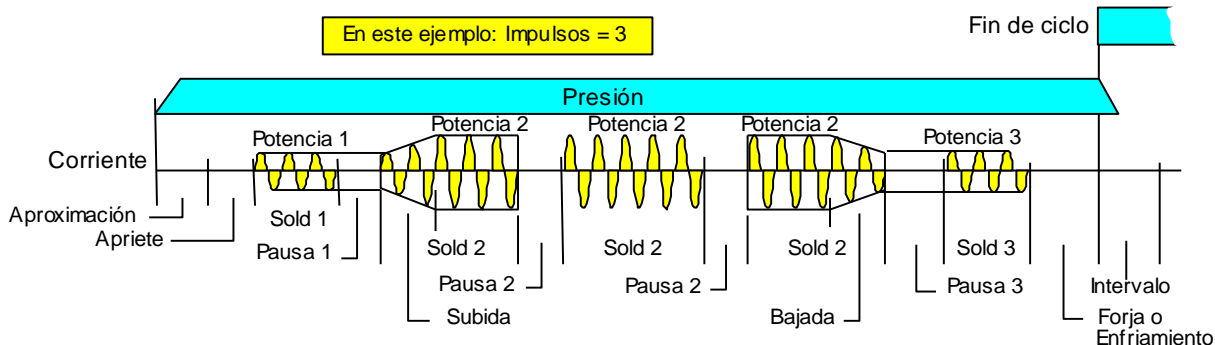 En este ejemplo: Impulsos = 3
Fin de ciclo
Presión
Potencia 1
Potencia 2
Potencia 2
Potencia 2
Potencia 3
Corriente
Aproximación
Apriete
Sold 1
Pausa 1
Sold 2
Pausa 2
Subida
Sold 2
Pausa 2
Sold 2
Bajada
Sold 3
Pausa 3
Intervalo
Forja o
Enfriamiento